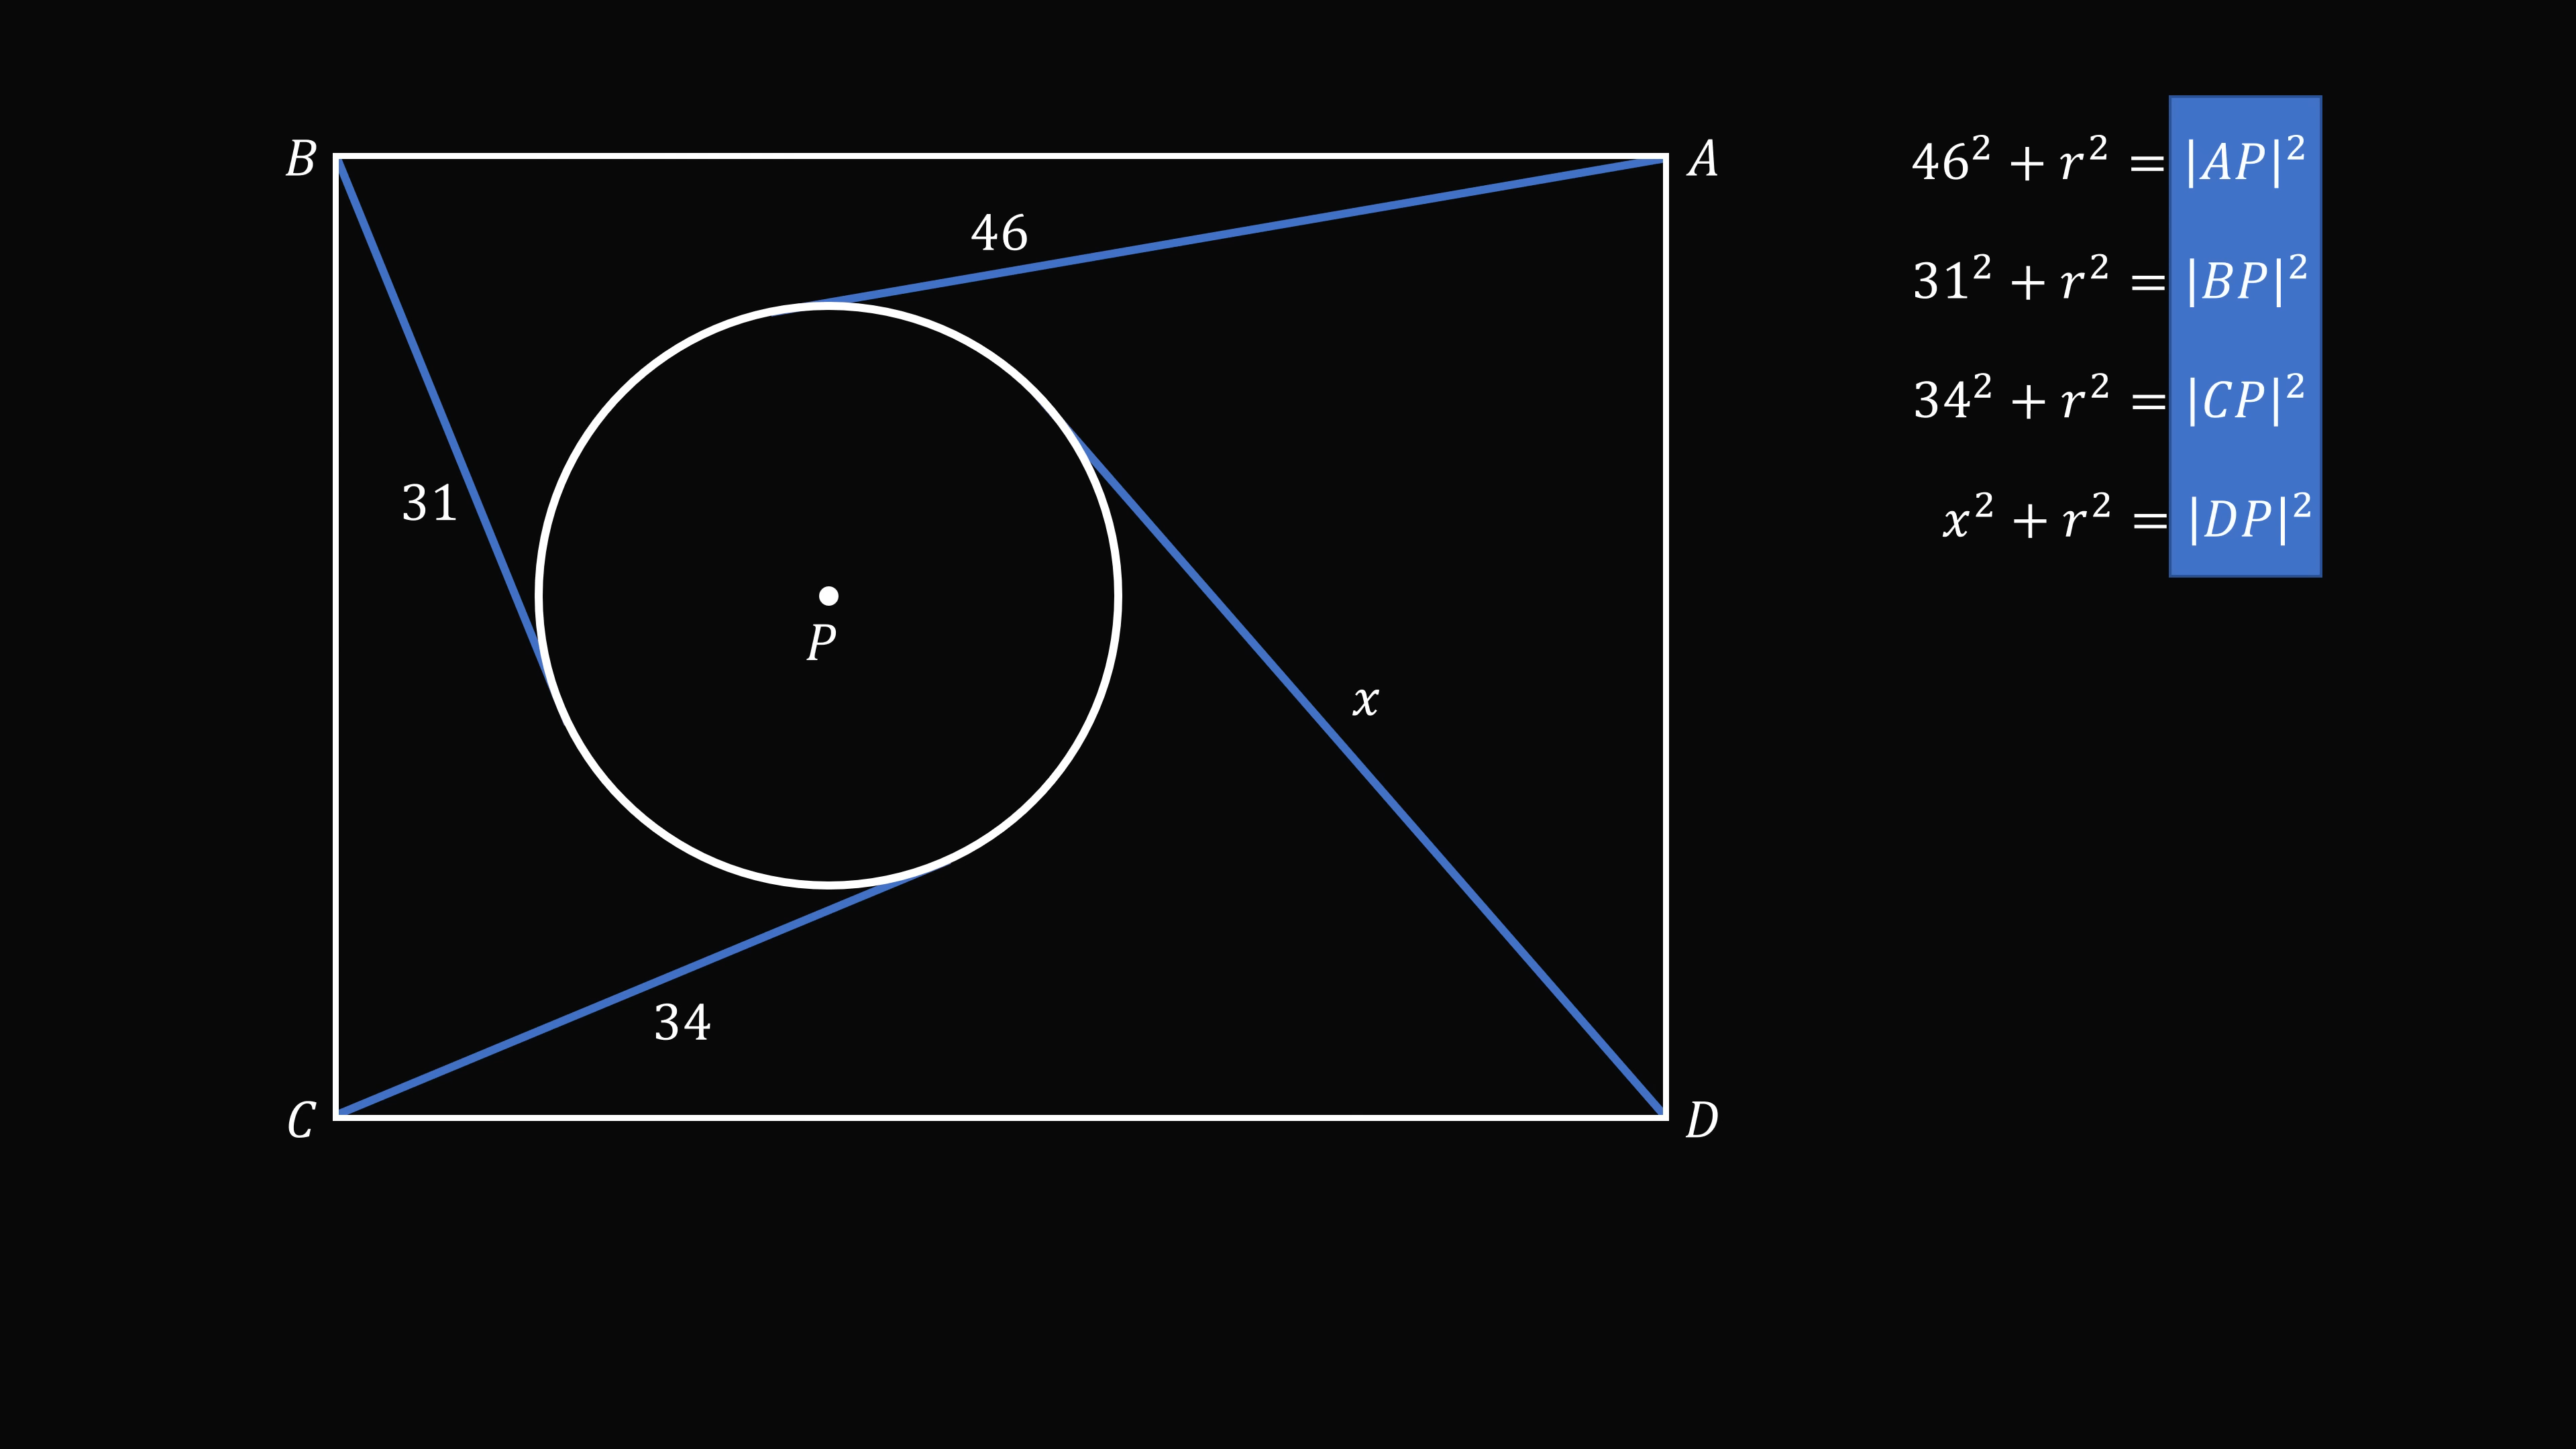 B
A
46
31
P
x
34
C
D
46² + r² = |AP|²
31² + r² = |BP|²
34² + r² = |CP|²
x² + r² = |DP|²